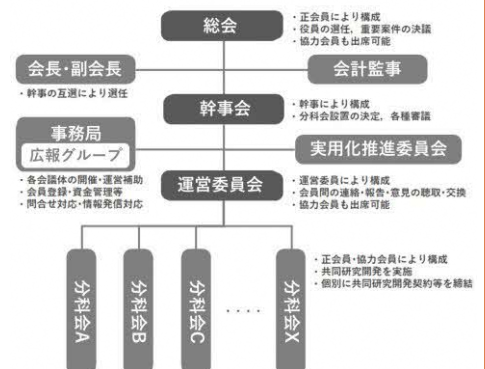 総会
・正会員により構成
・役員の選任，重要案件の決議
・協力会員も出席可能
会長・副会長
・幹事の互選により選任
会計監事
幹事会
・幹事により構成
・分科会設置の決定，各種審議
事務局
広報グループ
・各会議体の開催・運営補助
・会員登録・資金管理等
・問合せ対応・情報発信対応
実用化推進委員会
運営委員会
・運営委員により構成
・会員間の連絡・報告・意見の聴取・交換
・協力会員も出席可能
分科会A
分科会B
分科会C
・・・・
分科会X
・正会員・協力会員により構成
・共同研究開発を実施
・個別に共同研究開発契約等を締結